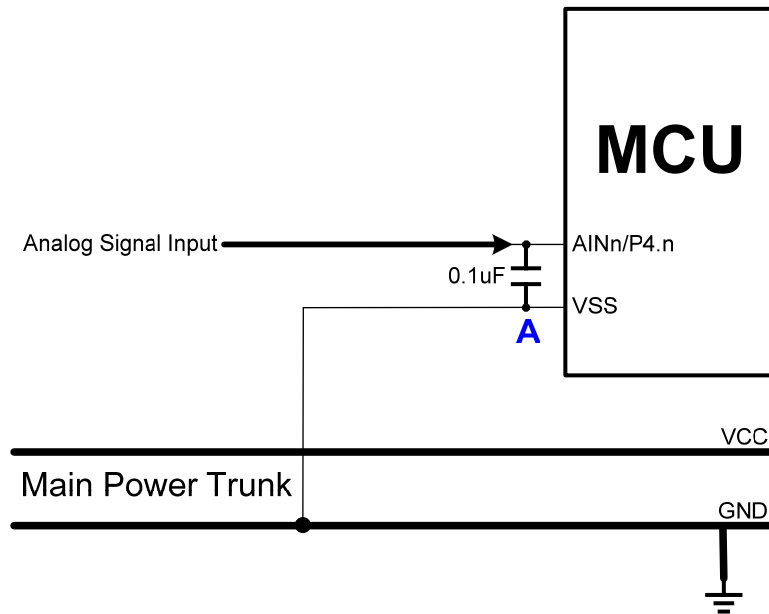 MCU
Analog Signal Input
AINn/P4.n
0.1uF
VSS
A
VCC
Main Power Trunk
GND